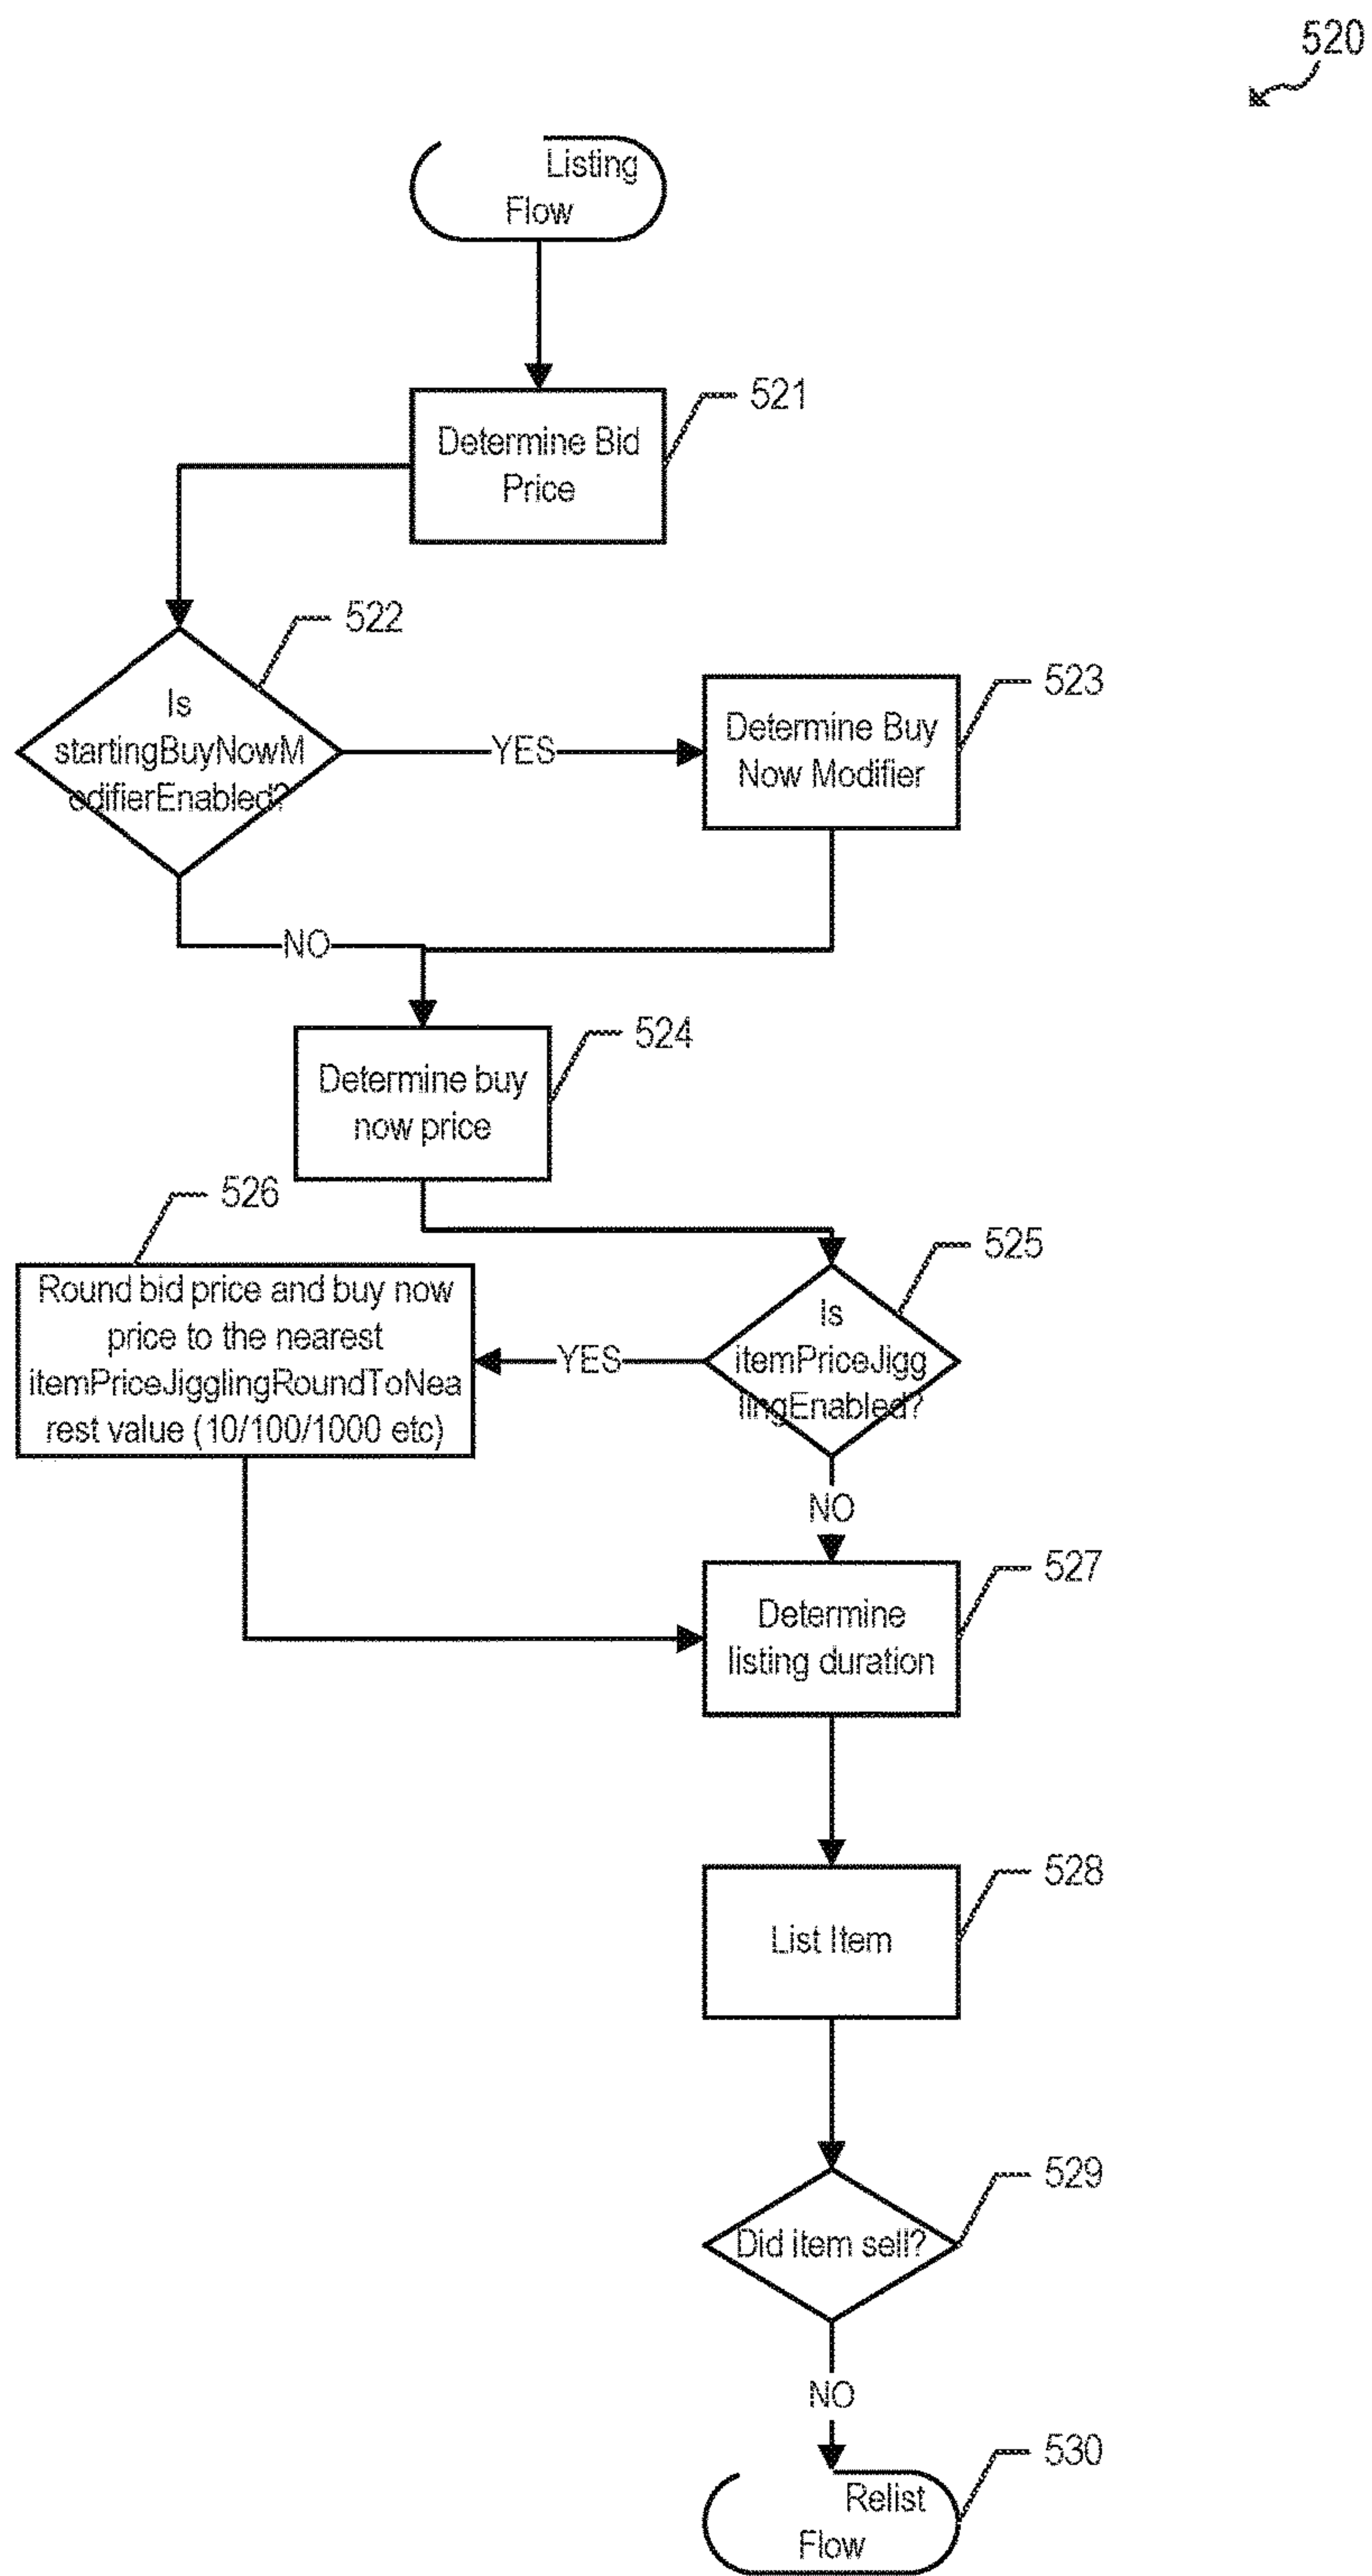 520
Listing
Flow
521
Determine Bid
Price
522
Is
startingBuyNowM
odifierEnabled?
YES
523
Determine Buy
Now Modifier
NO
524
Determine buy
now price
526
Round bid price and buy now
price to the nearest
itemPriceJigglingRoundToNea
rest value (10/100/1000 etc)
525
Is
itemPriceJigg
lingEnabled?
YES
NO
527
Determine
listing duration
528
List Item
529
Did item sell?
NO
530
Relist
Flow